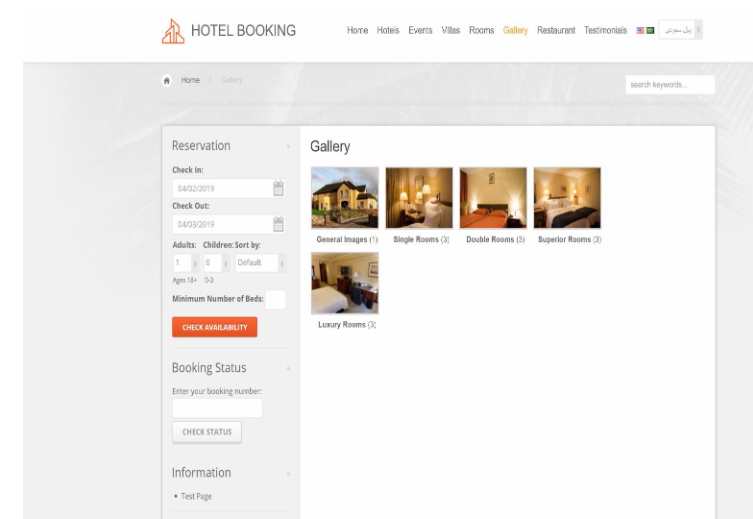 HOTEL BOOKING
Home Hotels Events Villas Rooms Gallery Restaurant Testimonials ريال سعودى
Home / Gallery
search keywords...
Reservation
Check In:
04/02/2019
Check Out:
04/03/2019
Adults: Children: Sort by:
1 0 Default
Ages 18+ 0-3
Minimum Number of Beds:
CHECK AVAILABILITY
Booking Status
Enter your booking number:
CHECK STATUS
Information
• Test Page
Gallery
General Images (1) Single Rooms (3) Double Rooms (3) Superior Rooms (3)
Luxury Rooms (3)